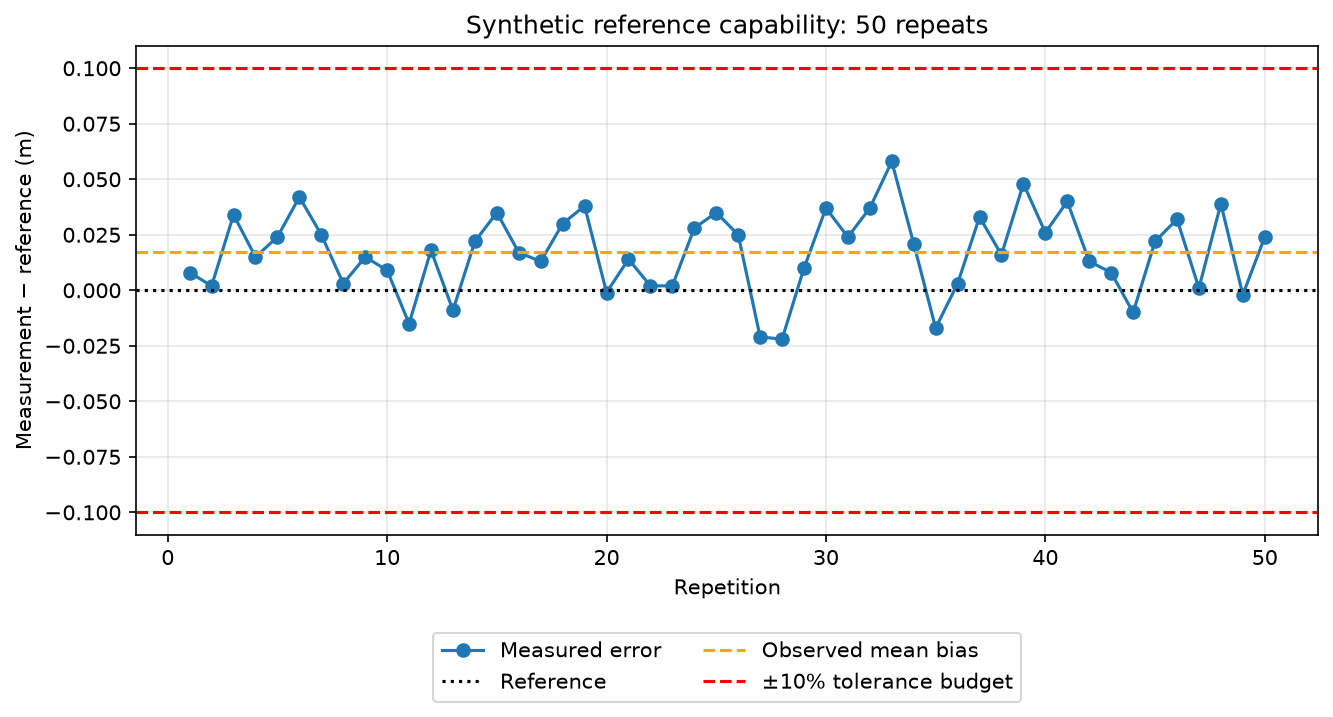 Synthetic reference capability: 50 repeats
Measurement − reference (m)
0.100
0.075
0.050
0.025
0.000
−0.025
−0.050
−0.075
−0.100
0 10 20 30 40 50
Repetition
Measured error
Reference
Observed mean bias
±10% tolerance budget